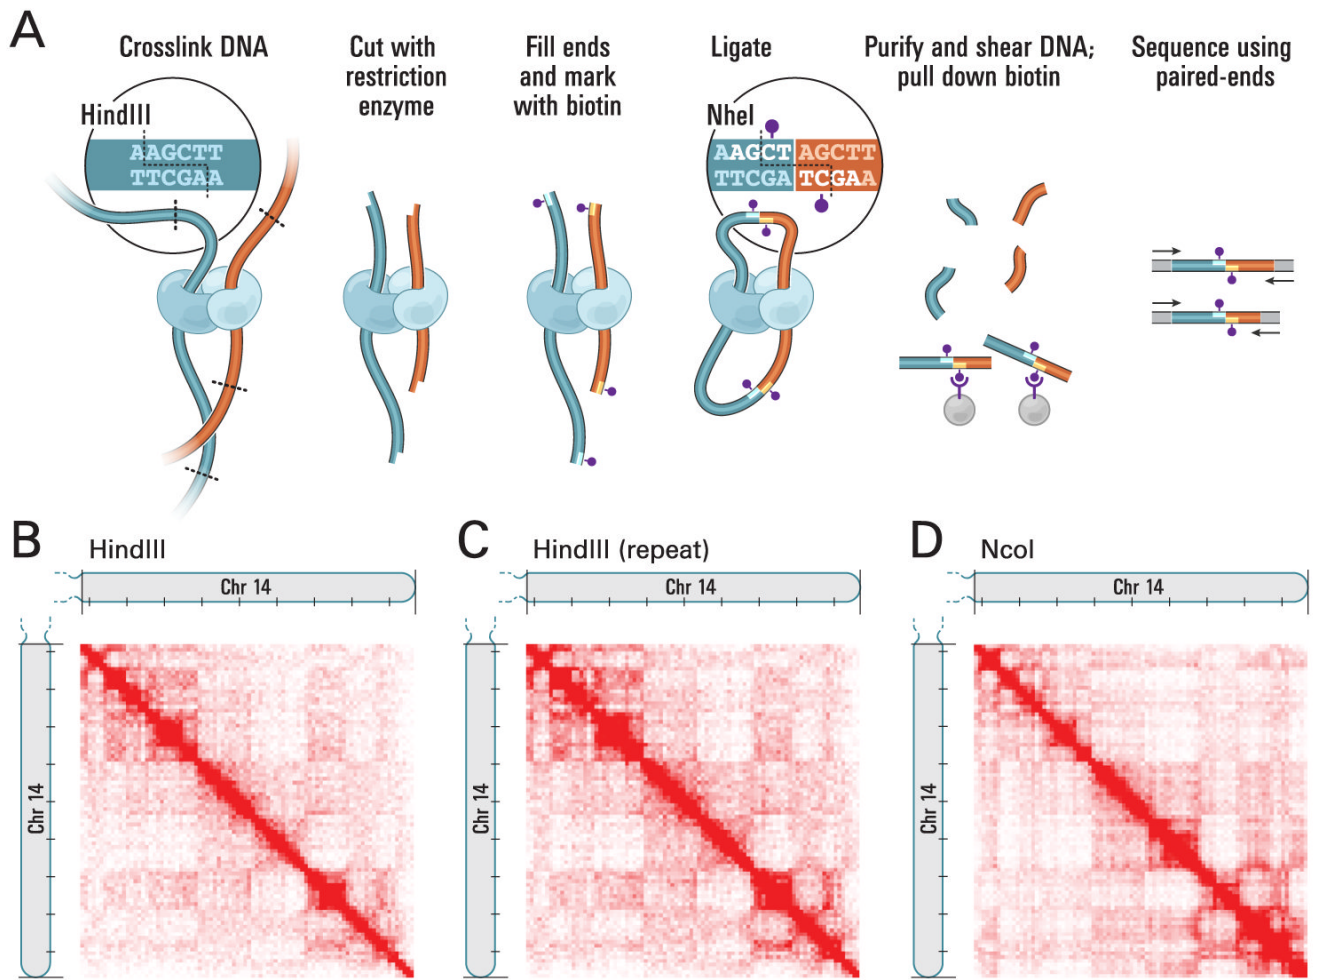 A
Crosslink DNA
Cut with
restriction
enzyme
Fill ends
and mark
with biotin
Ligate
Purify and shear DNA;
pull down biotin
Sequence using
paired-ends
HindIII
AAGCTT
TTCGAA
NheI
AAGCT AGCTT
TTCGA TCGAA
B
HindIII
Chr 14
Chr 14
C
HindIII (repeat)
Chr 14
Chr 14
D
NcoI
Chr 14
Chr 14